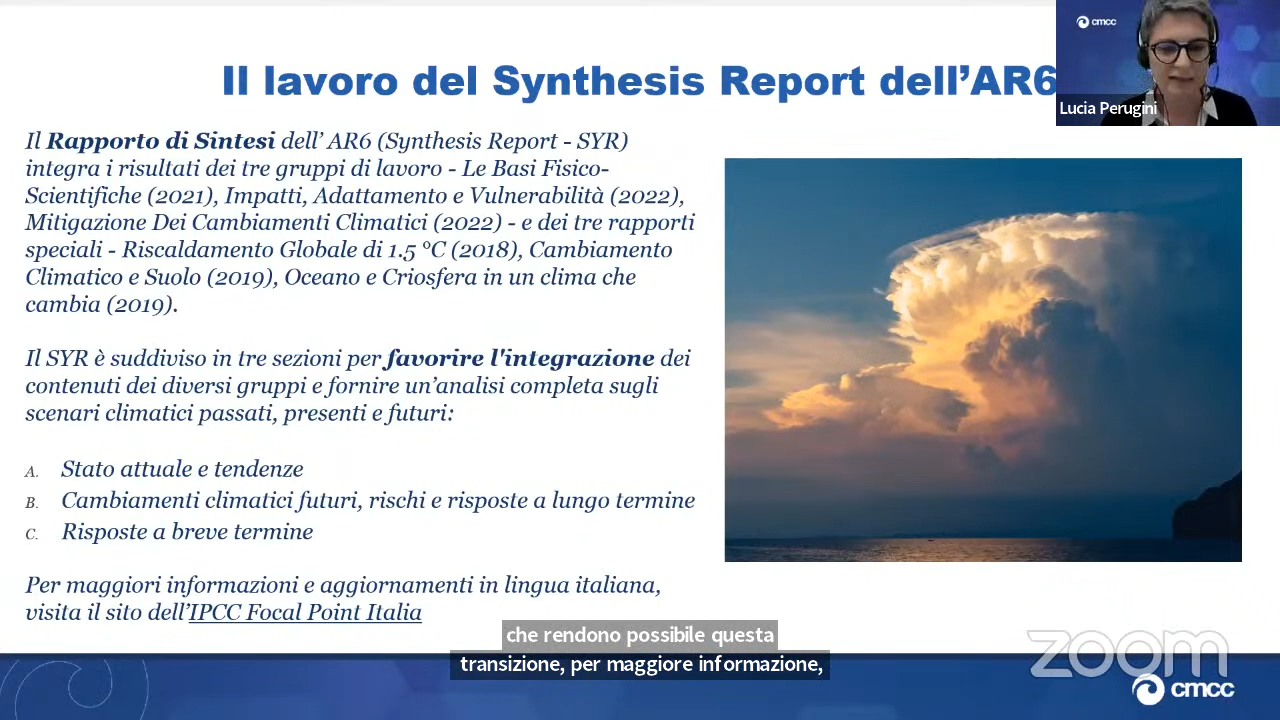 cmcc
Lucia Perugini
Il lavoro del Synthesis Report dell’AR6
Il Rapporto di Sintesi dell’ AR6 (Synthesis Report - SYR)
integra i risultati dei tre gruppi di lavoro - Le Basi Fisico-
Scientifiche (2021), Impatti, Adattamento e Vulnerabilità (2022),
Mitigazione Dei Cambiamenti Climatici (2022) - e dei tre rapporti
speciali - Riscaldamento Globale di 1.5 °C (2018), Cambiamento
Climatico e Suolo (2019), Oceano e Criosfera in un clima che
cambia (2019).
Il SYR è suddiviso in tre sezioni per favorire l'integrazione dei
contenuti dei diversi gruppi e fornire un’analisi completa sugli
scenari climatici passati, presenti e futuri:
A. Stato attuale e tendenze
B. Cambiamenti climatici futuri, rischi e risposte a lungo termine
C. Risposte a breve termine
Per maggiori informazioni e aggiornamenti in lingua italiana,
visita il sito dell’IPCC Focal Point Italia
che rendono possibile questa
transizione, per maggiore informazione,
zoom
cmcc